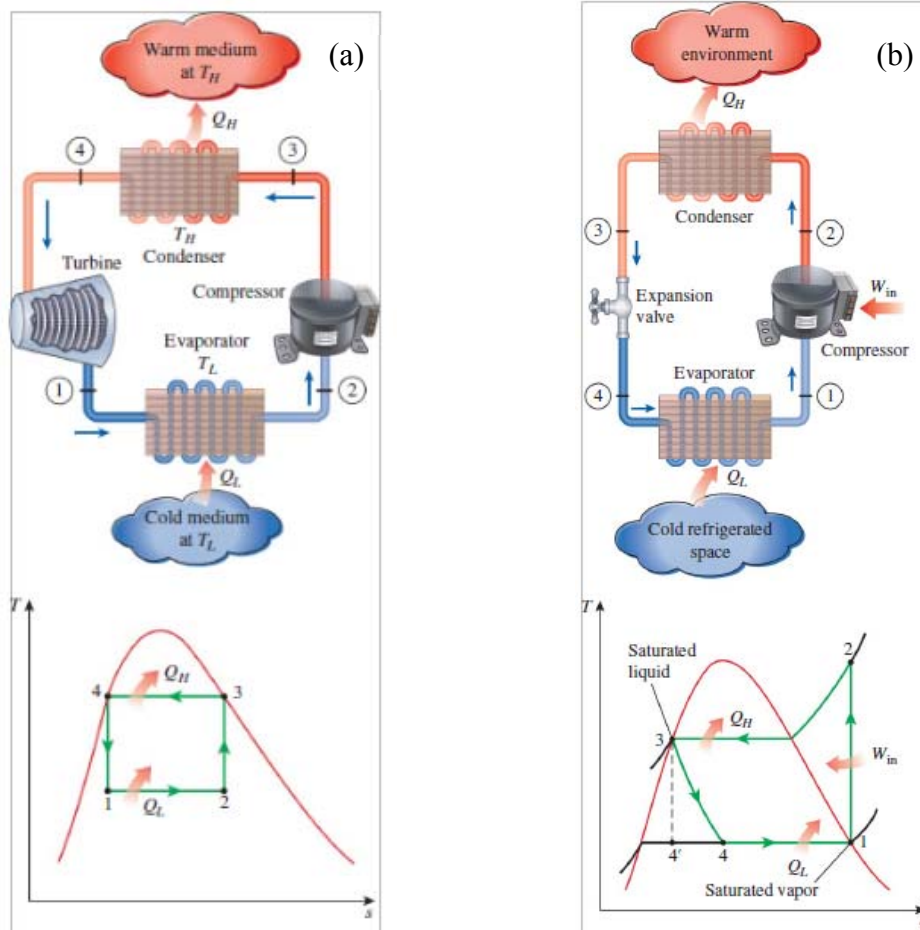 Warm medium
at T_H
(a)
Q_H
4
3
T_H
Condenser
Turbine
Compressor
Evaporator
T_L
1
2
Q_L
Cold medium
at T_L
T
4
Q_H
3
1
Q_L
2
s
Warm
environment
(b)
Q_H
Condenser
3
2
Expansion
valve
W_in
Compressor
Evaporator
4
1
Q_L
Cold refrigerated
space
T
Saturated
liquid
2
Q_H
3
W_in
4'
4
Q_L
1
Saturated vapor